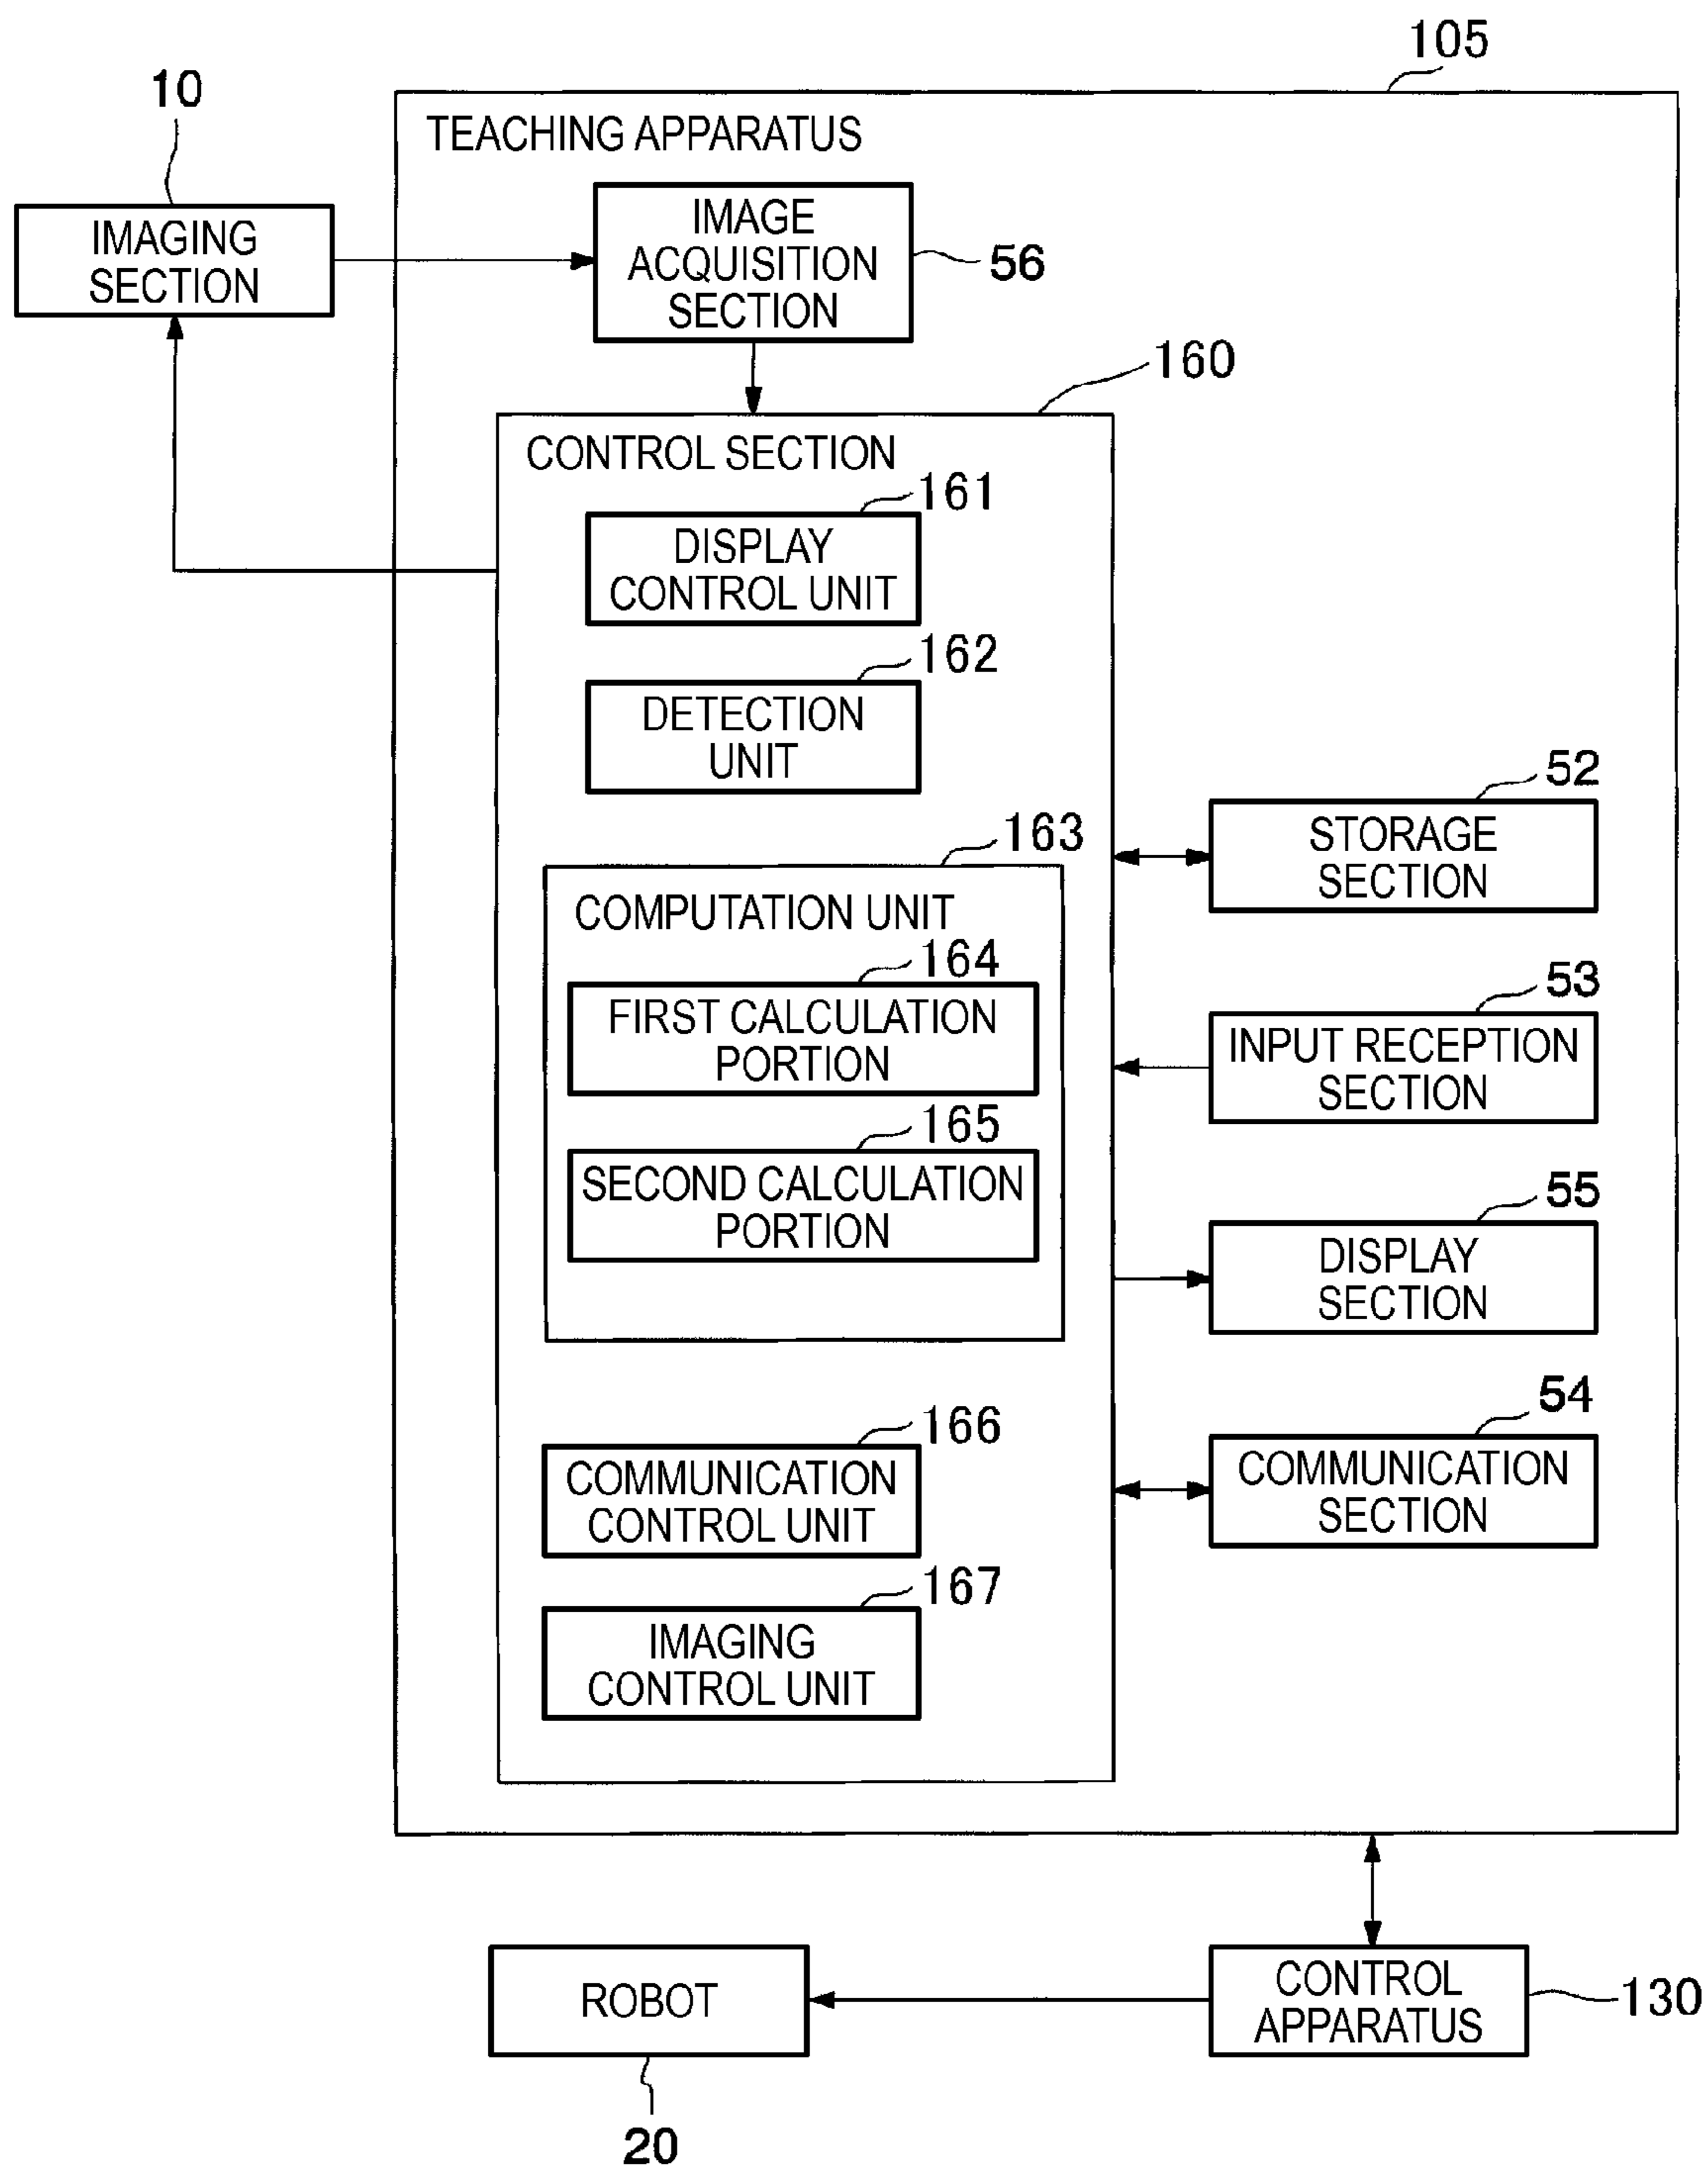 105
10
TEACHING APPARATUS
IMAGING
SECTION
IMAGE
ACQUISITION
SECTION
56
160
CONTROL SECTION
161
DISPLAY
CONTROL UNIT
162
DETECTION
UNIT
52
STORAGE
SECTION
163
COMPUTATION UNIT
164
FIRST CALCULATION
PORTION
53
INPUT RECEPTION
SECTION
165
SECOND CALCULATION
PORTION
55
DISPLAY
SECTION
54
COMMUNICATION
SECTION
166
COMMUNICATION
CONTROL UNIT
167
IMAGING
CONTROL UNIT
ROBOT
CONTROL
APPARATUS
130
20